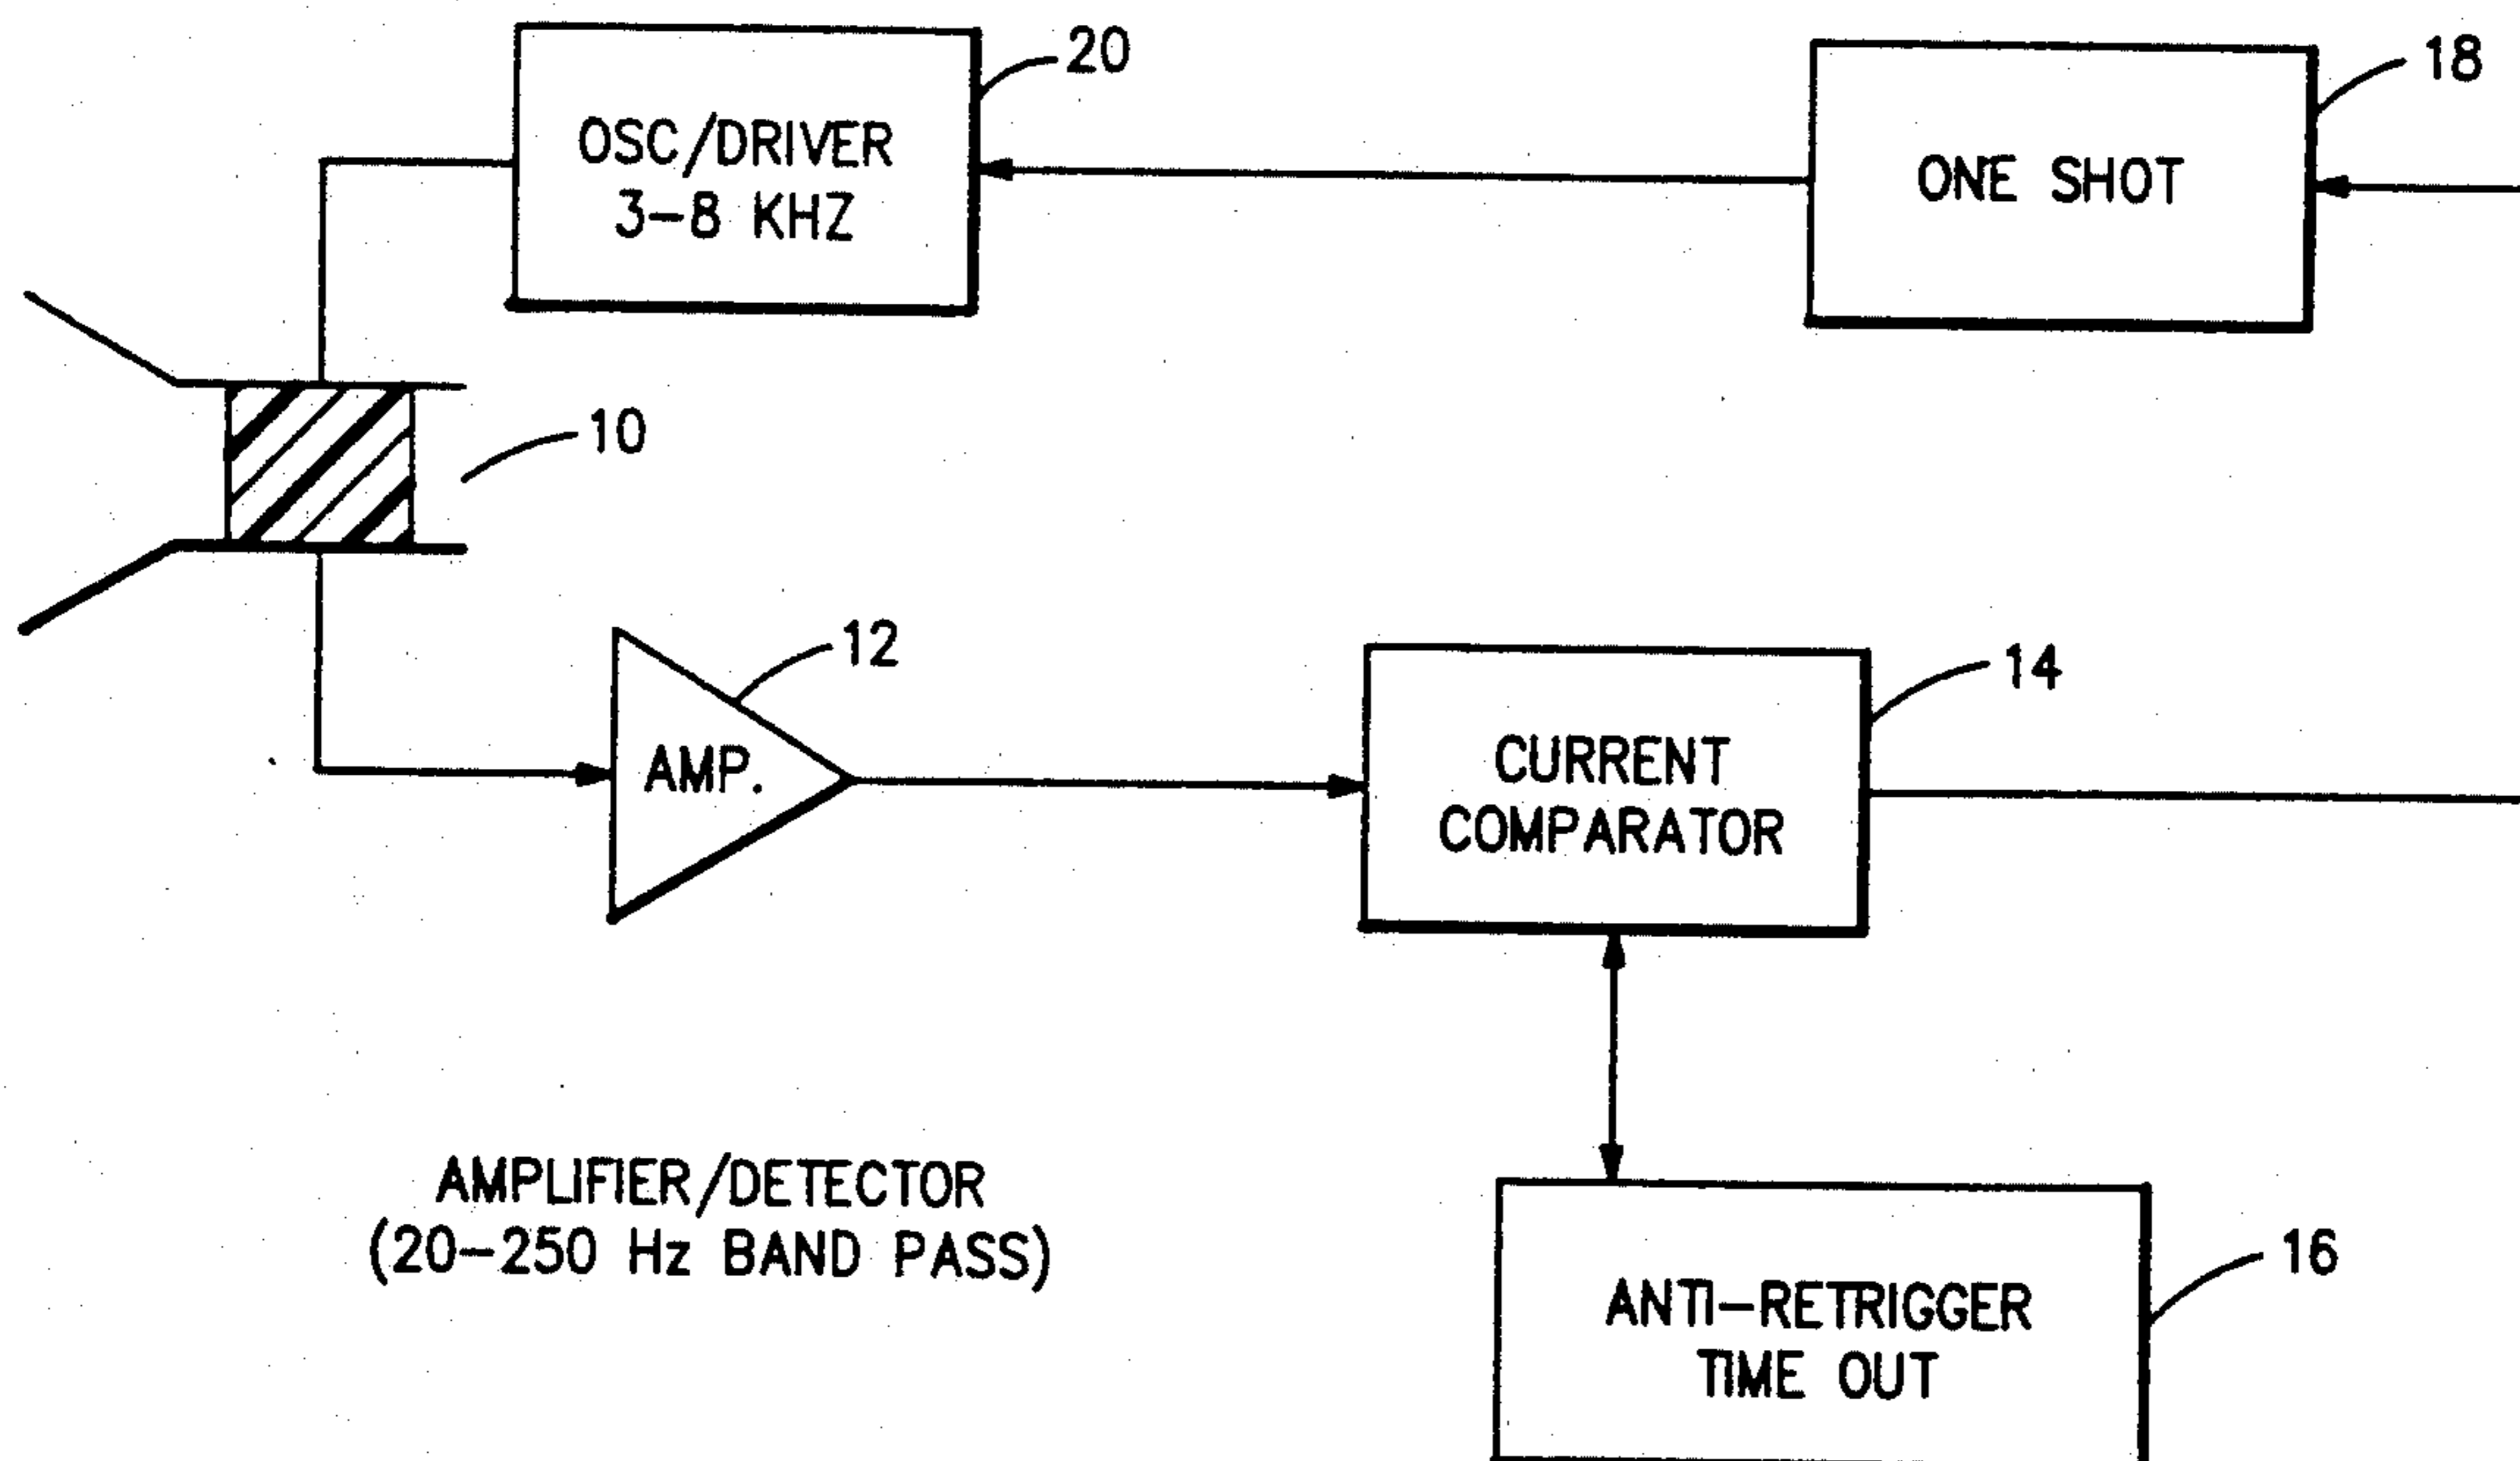 20
18
OSC/DRIVER
3-8 KHZ
ONE SHOT
10
12
14
AMP.
CURRENT
COMPARATOR
AMPLIFIER/DETECTOR
(20-250 Hz BAND PASS)
16
ANTI-RETRIGGER
TIME OUT